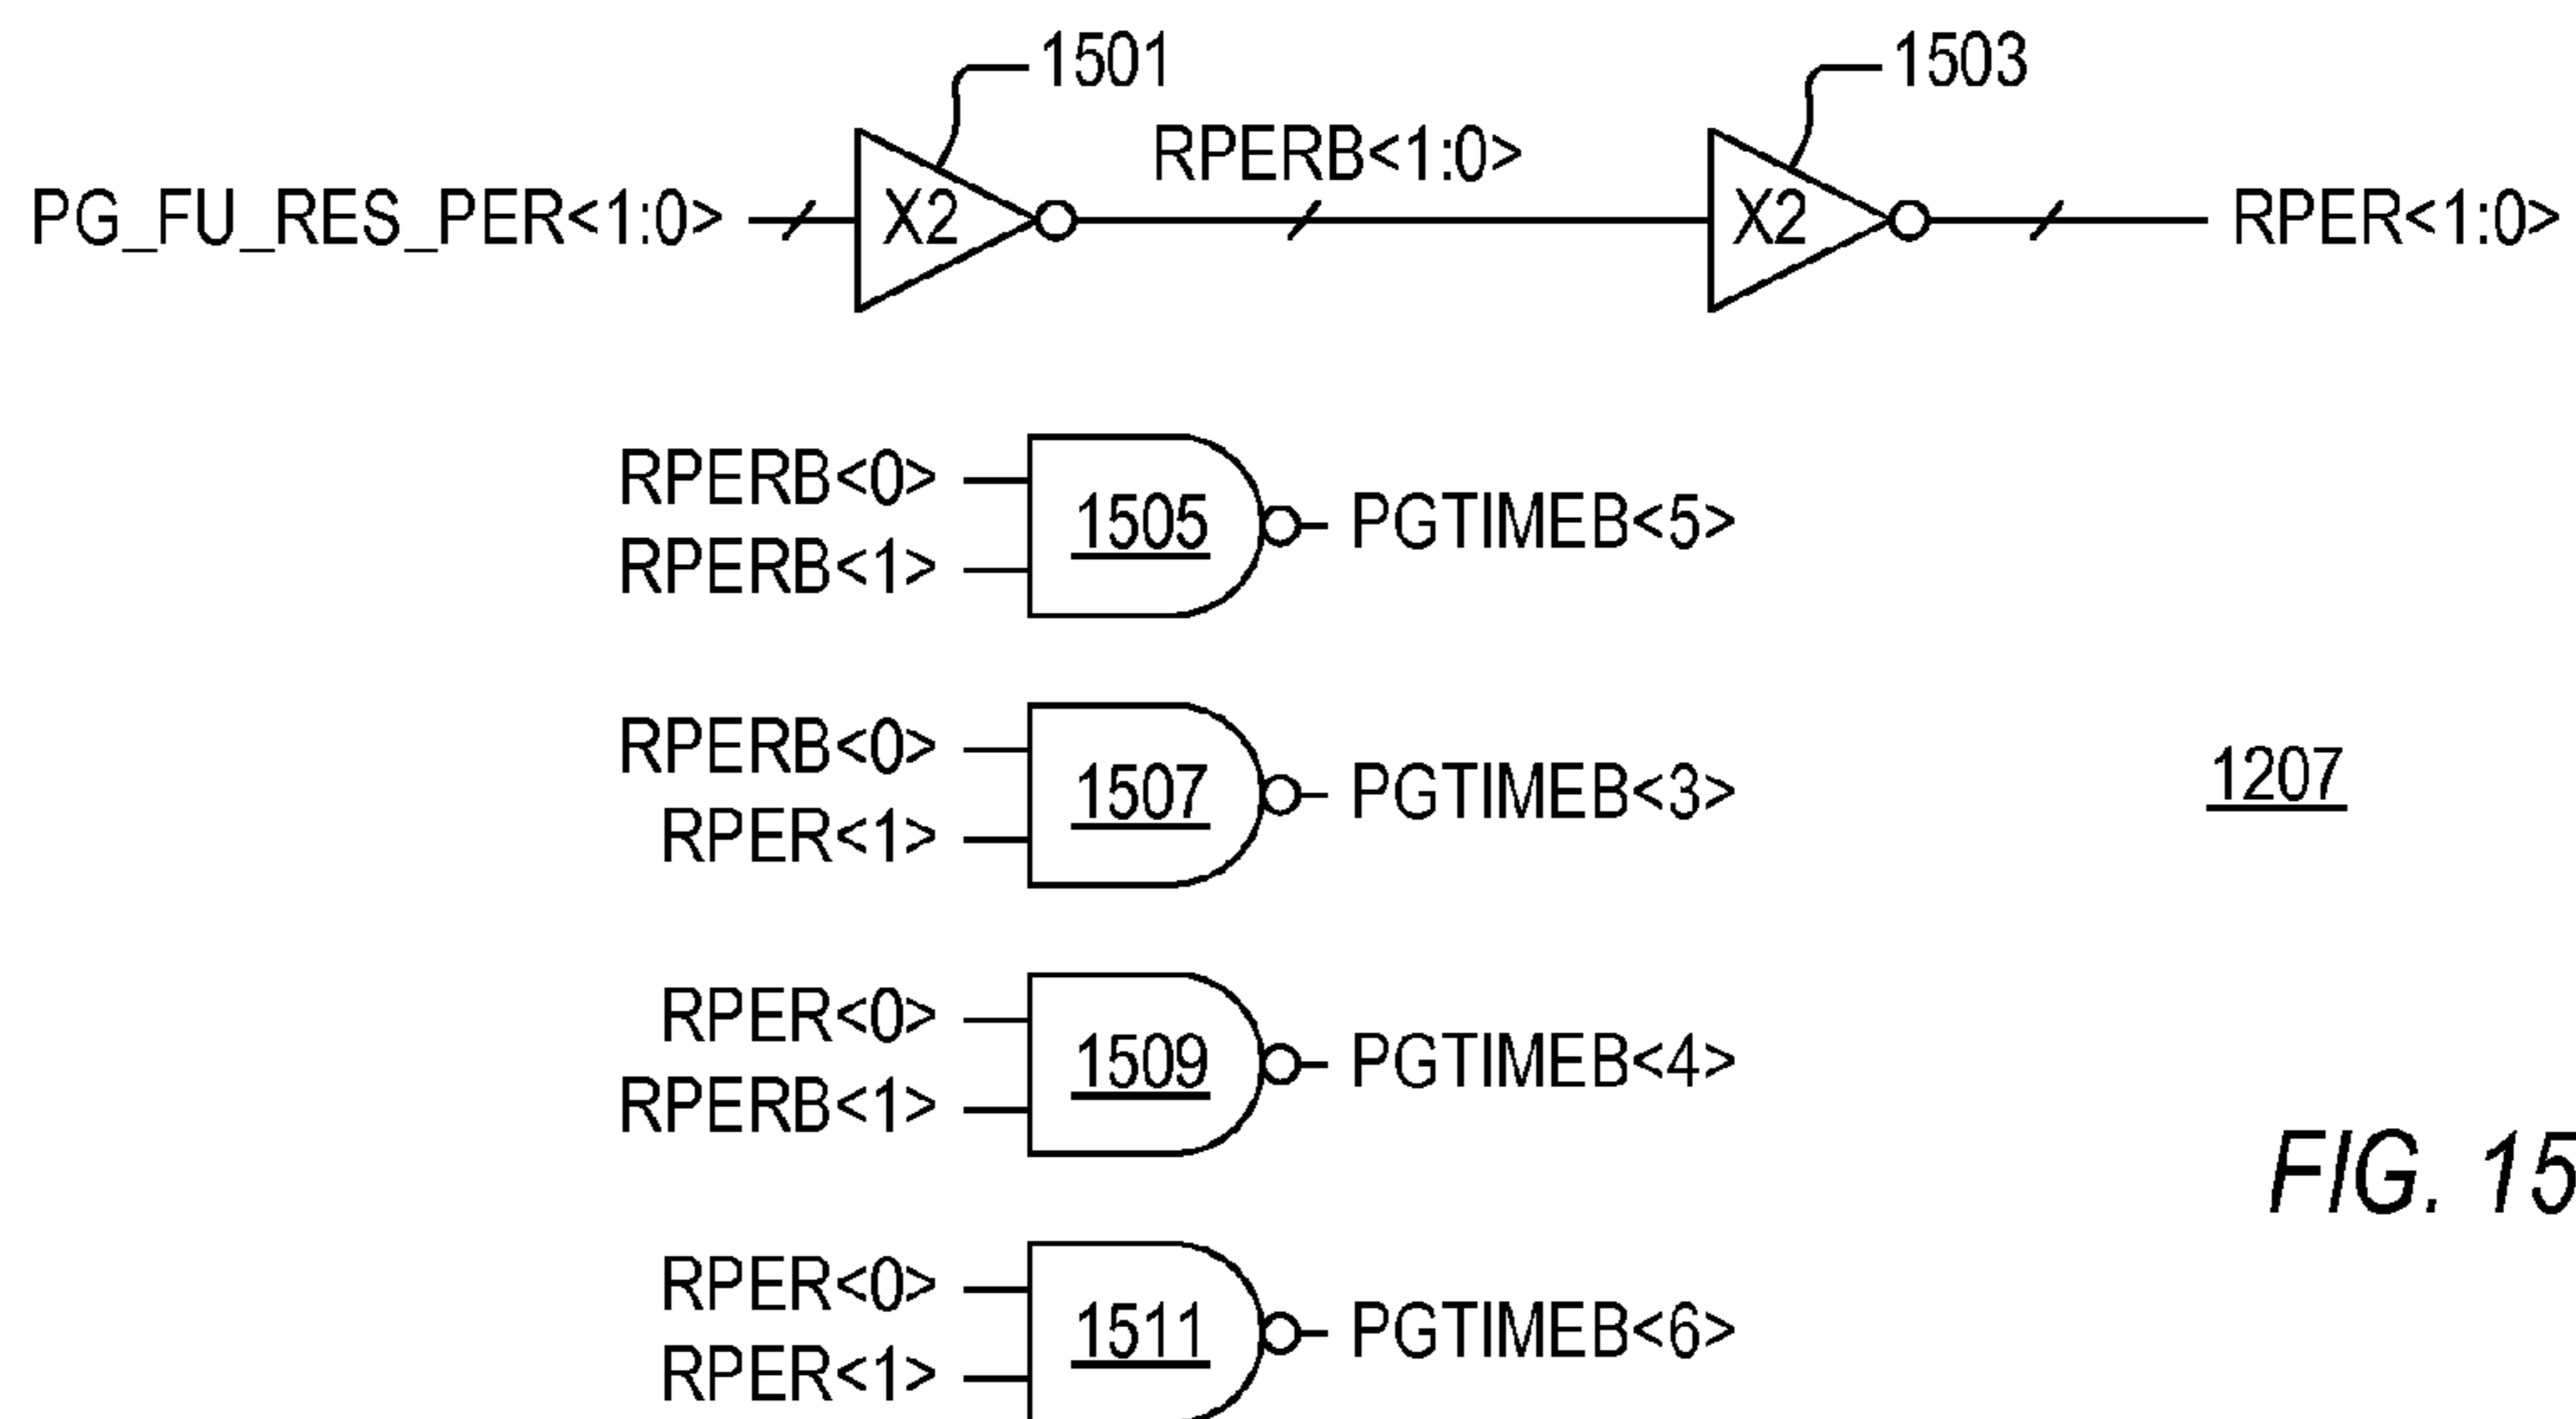 1501
1503
PG_FU_RES_PER<1:0>
X2
RPERB<1:0>
X2
RPER<1:0>
RPERB<0>
RPERB<1>
1505
PGTIMEB<5>
RPERB<0>
RPER<1>
1507
PGTIMEB<3>
1207
RPER<0>
RPERB<1>
1509
PGTIMEB<4>
FIG. 15
RPER<0>
RPER<1>
1511
PGTIMEB<6>